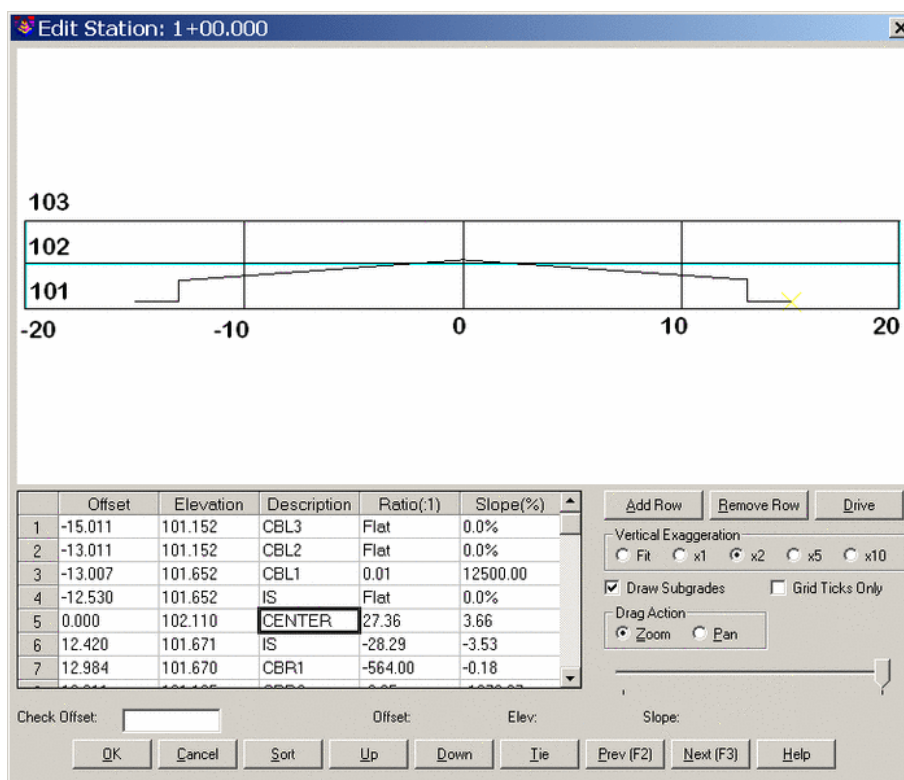 Edit Station: 1+00.000
103
102
101
-20 -10 0 10 20
Offset Elevation Description Ratio(:1) Slope(%)
1 -15.011 101.152 CBL3 Flat 0.0%
2 -13.011 101.152 CBL2 Flat 0.0%
3 -13.007 101.652 CBL1 0.01 12500.00
4 -12.530 101.652 IS Flat 0.0%
5 0.000 102.110 CENTER 27.36 3.66
6 12.420 101.671 IS -28.29 -3.53
7 12.984 101.670 CBR1 -564.00 -0.18
Add Row Remove Row Drive
Vertical Exaggeration
Fit x1 x2 x5 x10
Draw Subgrades Grid Ticks Only
Drag Action
Zoom Pan
Check Offset: Offset: Elev: Slope:
OK Cancel Sort Up Down Tie Prev (F2) Next (F3) Help